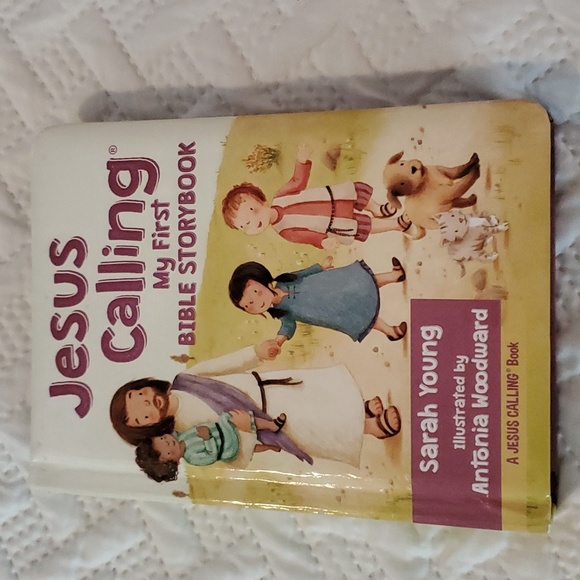 Jesus
Calling®
My First
BIBLE STORYBOOK
Sarah Young
Illustrated by
Antonia Woodward
A JESUS CALLING® Book